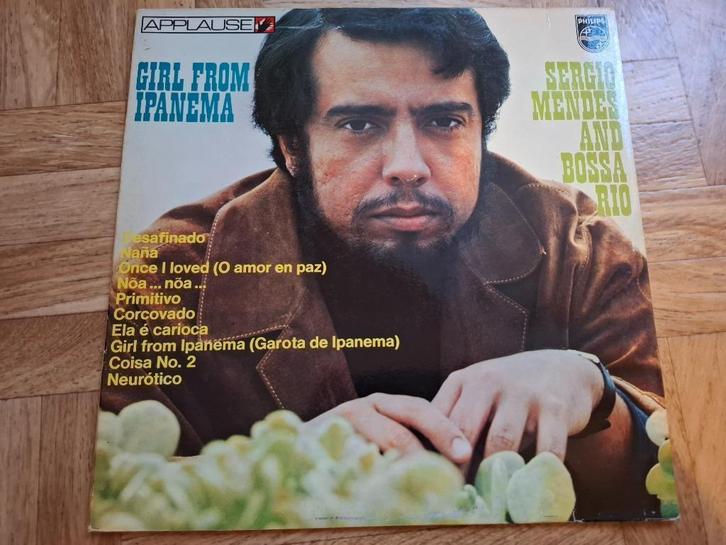 APPLAUSE
PHILIPS
GIRL FROM
IPANEMA
SERGIO
MENDES
AND
BOSSA
RIO
Desafinado
Naña
Once I loved (O amor en paz)
Nõa ... nõa ...
Primitivo
Corcovado
Ela é carioca
Girl from Ipanema (Garota de Ipanema)
Coisa No. 2
Neurótico